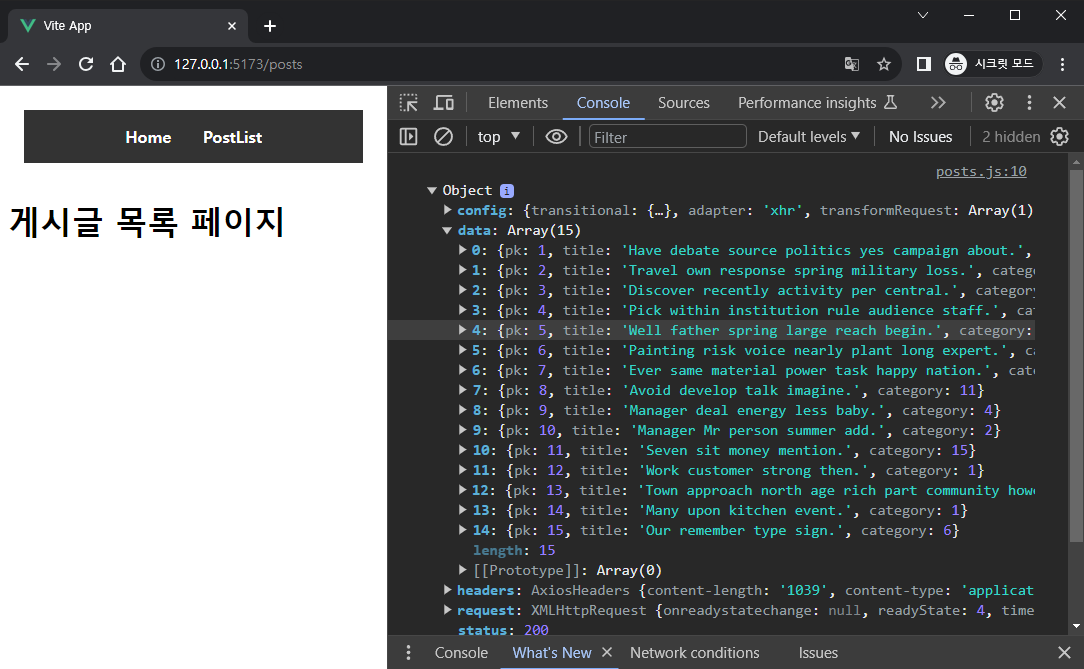 Vite App
127.0.0.1:5173/posts
시크릿 모드
Home PostList
게시글 목록 페이지
Elements Console Sources Performance insights
top Filter Default levels No Issues 2 hidden
posts.js:10
Object i
config: {transitional: {…}, adapter: 'xhr', transformRequest: Array(1)
data: Array(15)
0: {pk: 1, title: 'Have debate source politics yes campaign about.',
1: {pk: 2, title: 'Travel own response spring military loss.', catego
2: {pk: 3, title: 'Discover recently activity per central.', category
3: {pk: 4, title: 'Pick within institution rule audience staff.', ca
4: {pk: 5, title: 'Well father spring large reach begin.', category:
5: {pk: 6, title: 'Painting risk voice nearly plant long expert.', ca
6: {pk: 7, title: 'Ever same material power task happy nation.', cate
7: {pk: 8, title: 'Avoid develop talk imagine.', category: 11}
8: {pk: 9, title: 'Manager deal energy less baby.', category: 4}
9: {pk: 10, title: 'Manager Mr person summer add.', category: 2}
10: {pk: 11, title: 'Seven sit money mention.', category: 15}
11: {pk: 12, title: 'Work customer strong then.', category: 1}
12: {pk: 13, title: 'Town approach north age rich part community howe
13: {pk: 14, title: 'Many upon kitchen event.', category: 1}
14: {pk: 15, title: 'Our remember type sign.', category: 6}
length: 15
[[Prototype]]: Array(0)
headers: AxiosHeaders {content-length: '1039', content-type: 'applicat
request: XMLHttpRequest {onreadystatechange: null, readyState: 4, time
status: 200
Console What's New Network conditions Issues